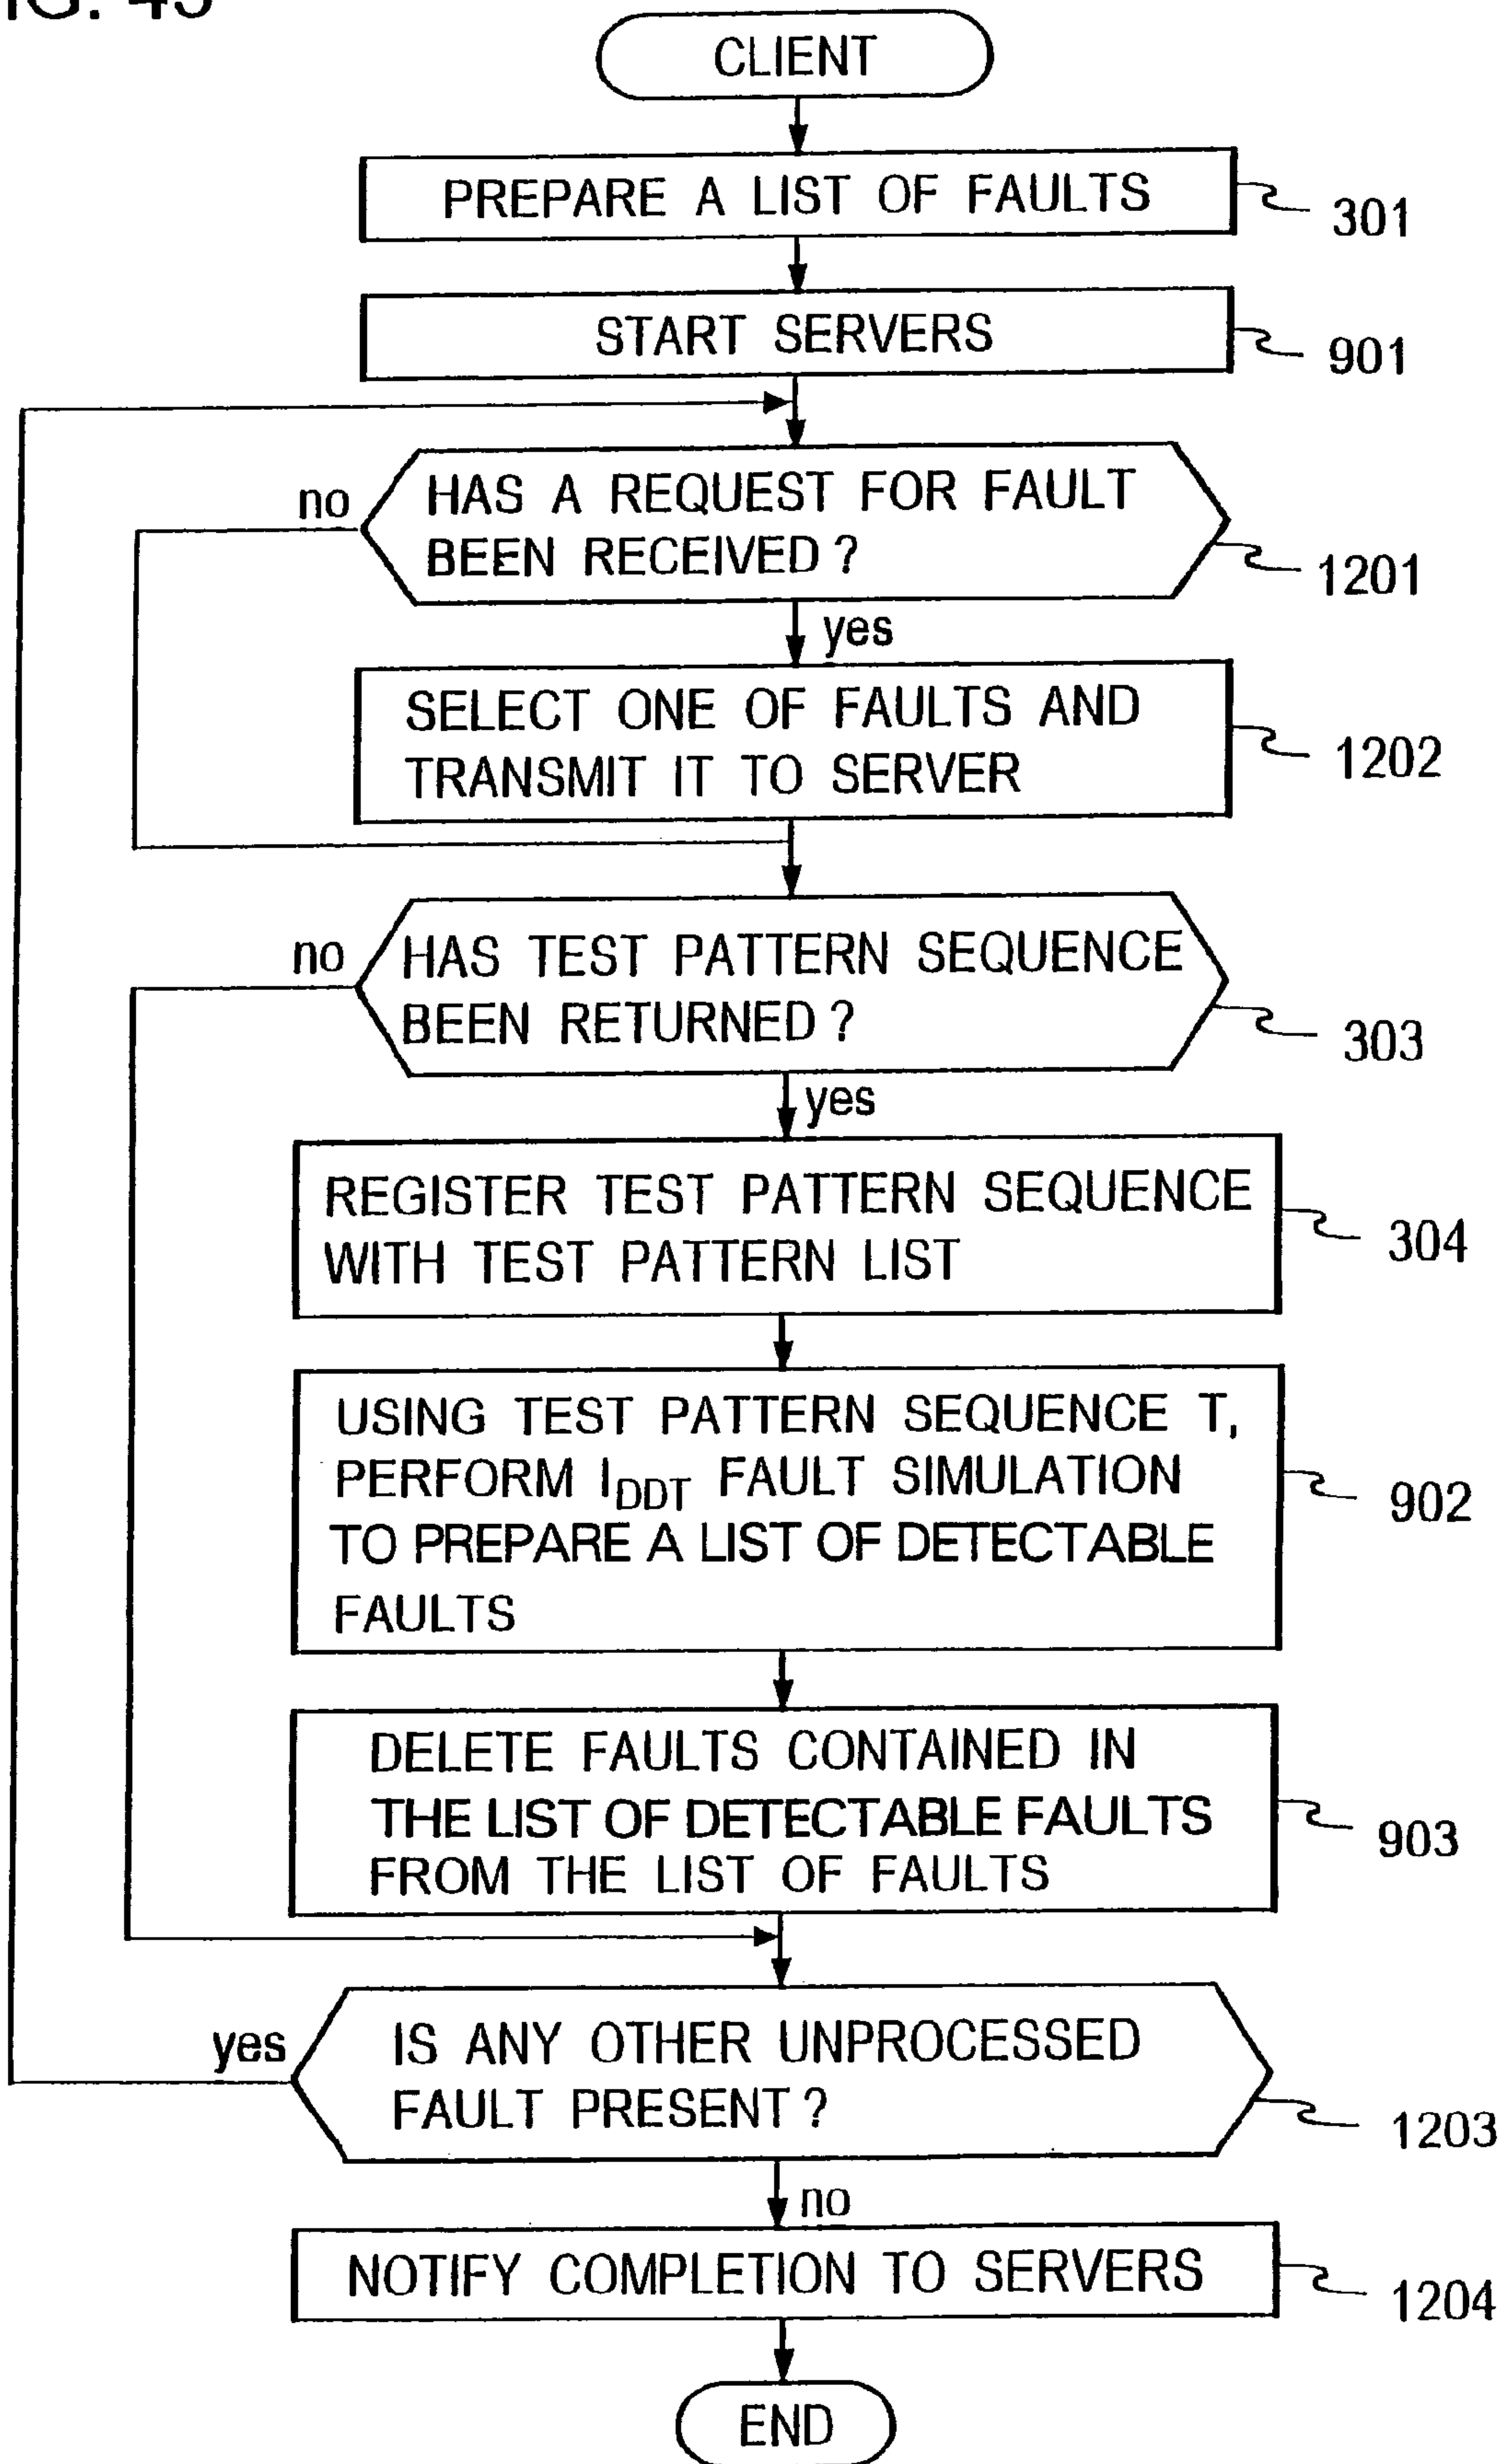 CLIENT
PREPARE A LIST OF FAULTS
301
START SERVERS
901
no
HAS A REQUEST FOR FAULT
BEEN RECEIVED?
1201
yes
SELECT ONE OF FAULTS AND
TRANSMIT IT TO SERVER
1202
no
HAS TEST PATTERN SEQUENCE
BEEN RETURNED?
303
yes
REGISTER TEST PATTERN SEQUENCE
WITH TEST PATTERN LIST
304
USING TEST PATTERN SEQUENCE T,
PERFORM IDDT FAULT SIMULATION
TO PREPARE A LIST OF DETECTABLE
FAULTS
902
DELETE FAULTS CONTAINED IN
THE LIST OF DETECTABLE FAULTS
FROM THE LIST OF FAULTS
903
yes
IS ANY OTHER UNPROCESSED
FAULT PRESENT?
1203
no
NOTIFY COMPLETION TO SERVERS
1204
END